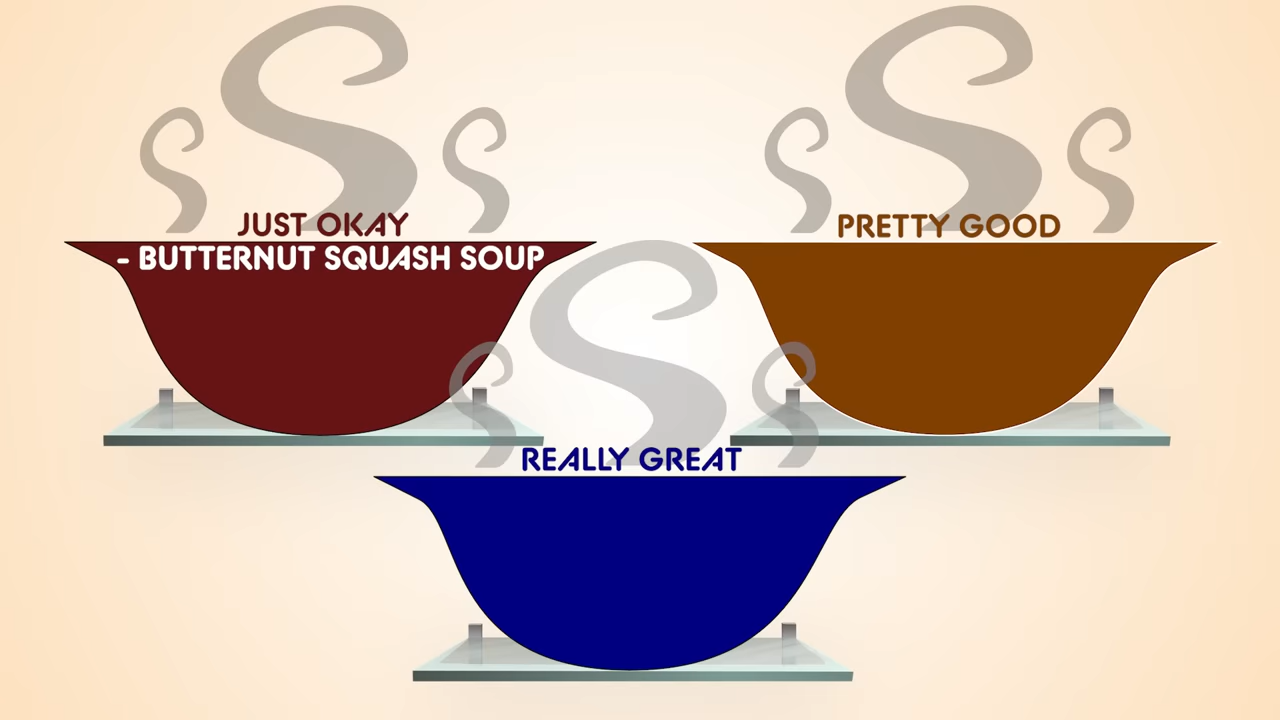 JUST OKAY
- BUTTERNUT SQUASH SOUP
PRETTY GOOD
REALLY GREAT